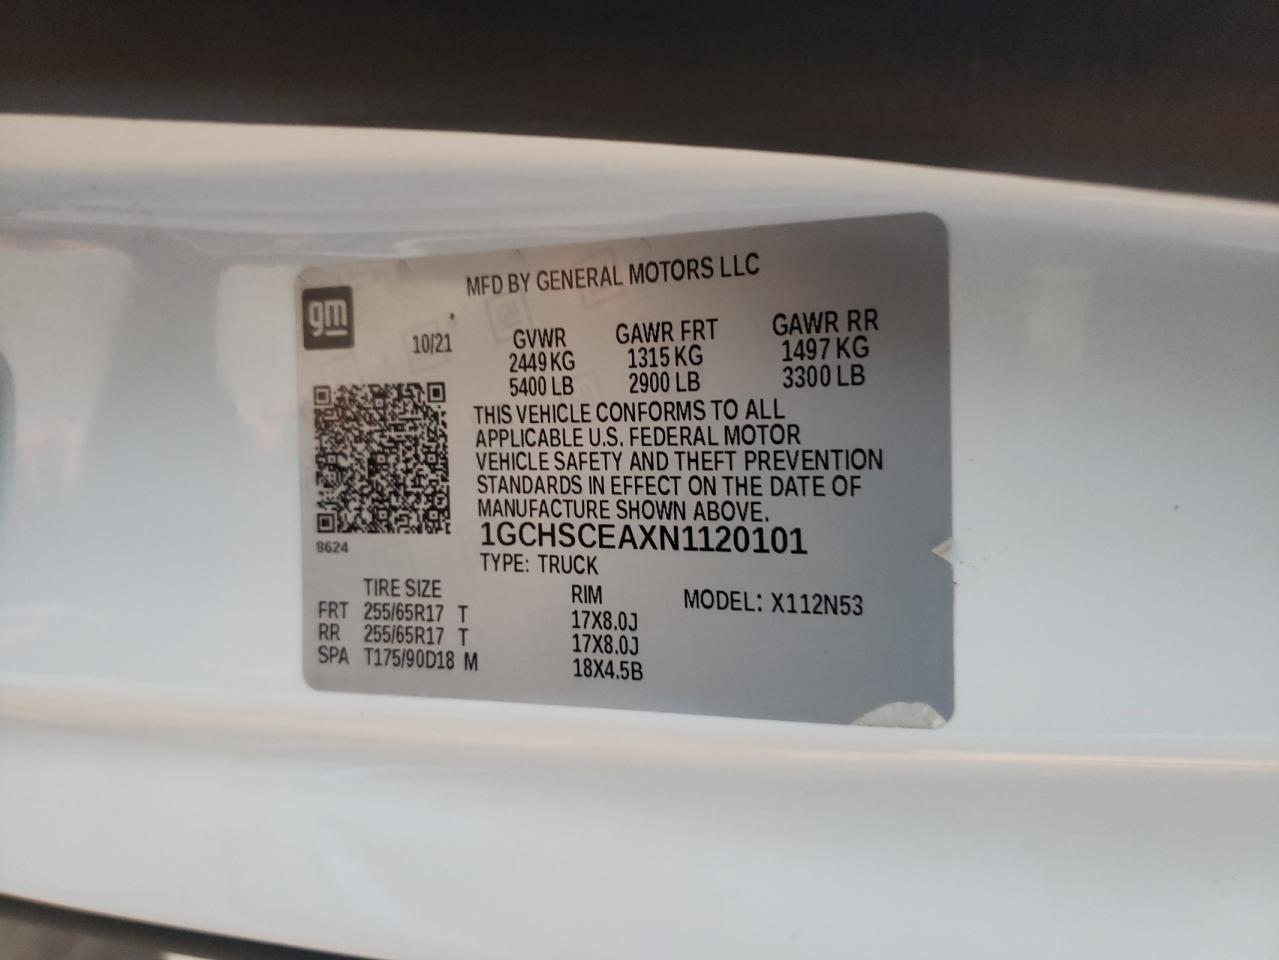 MFD BY GENERAL MOTORS LLC
gm
10/21
GVWR GAWR FRT GAWR RR
2449 KG 1315 KG 1497 KG
5400 LB 2900 LB 3300 LB
THIS VEHICLE CONFORMS TO ALL
APPLICABLE U.S. FEDERAL MOTOR
VEHICLE SAFETY AND THEFT PREVENTION
STANDARDS IN EFFECT ON THE DATE OF
MANUFACTURE SHOWN ABOVE.
1GCHSCEAXN1120101
8624
TYPE: TRUCK
TIRE SIZE RIM MODEL: X112N53
FRT 255/65R17 T 17X8.0J
RR 255/65R17 T 17X8.0J
SPA T175/90D18 M 18X4.5B